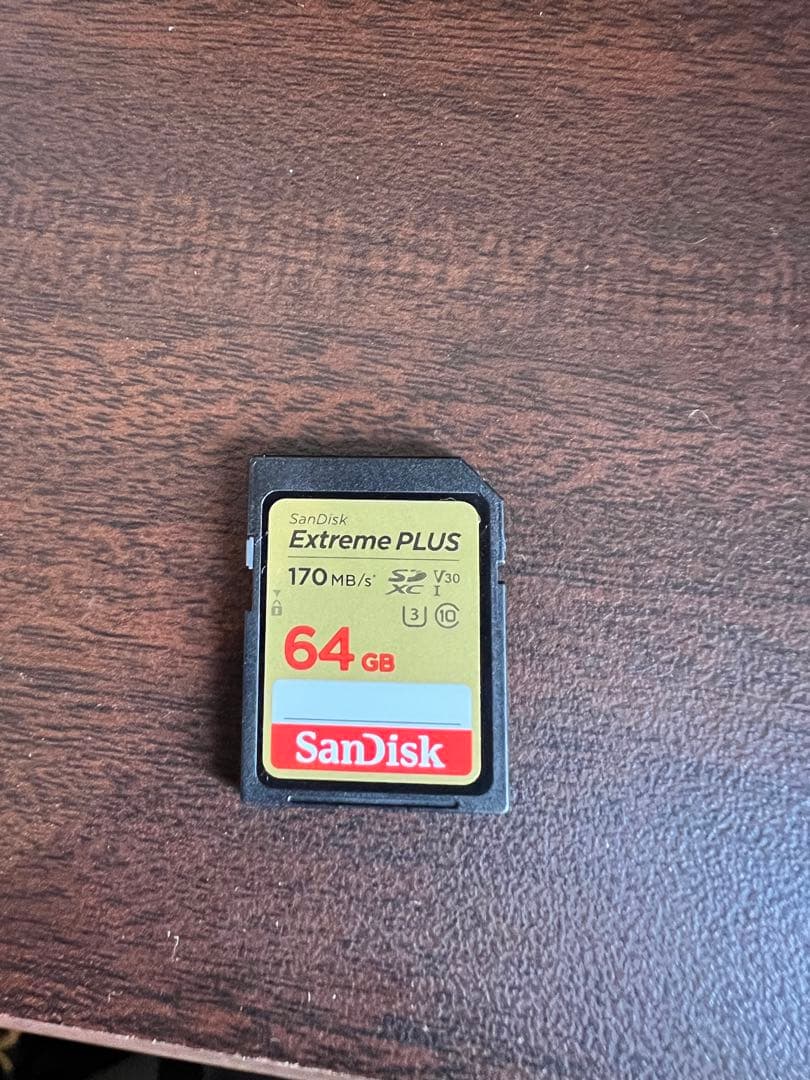 SanDisk
Extreme PLUS
170 MB/s*
SD XC I V30
3 10
64 GB
SanDisk